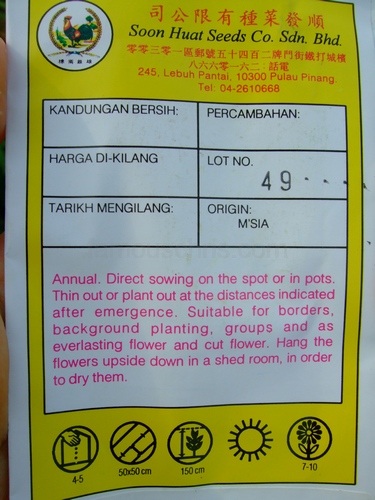 順發菜種有限公司
Soon Huat Seeds Co. Sdn. Bhd.
檳城打鐵街門牌二百四十五號郵區一零三零零
電話 二六一零六六八
245, Lebuh Pantai, 10300 Pulau Pinang.
Tel: 04-2610668
KANDUNGAN BERSIH:
PERCAMBAHAN:
HARGA DI-KILANG
LOT NO.
49
TARIKH MENGILANG:
ORIGIN:
M'SIA
Annual. Direct sowing on the spot or in pots.
Thin out or plant out at the distances indicated
after emergence. Suitable for borders,
background planting, groups and as
everlasting flower and cut flower. Hang the
flowers upside down in a shed room, in order
to dry them.
4-5
50x50 cm
150 cm
7-10